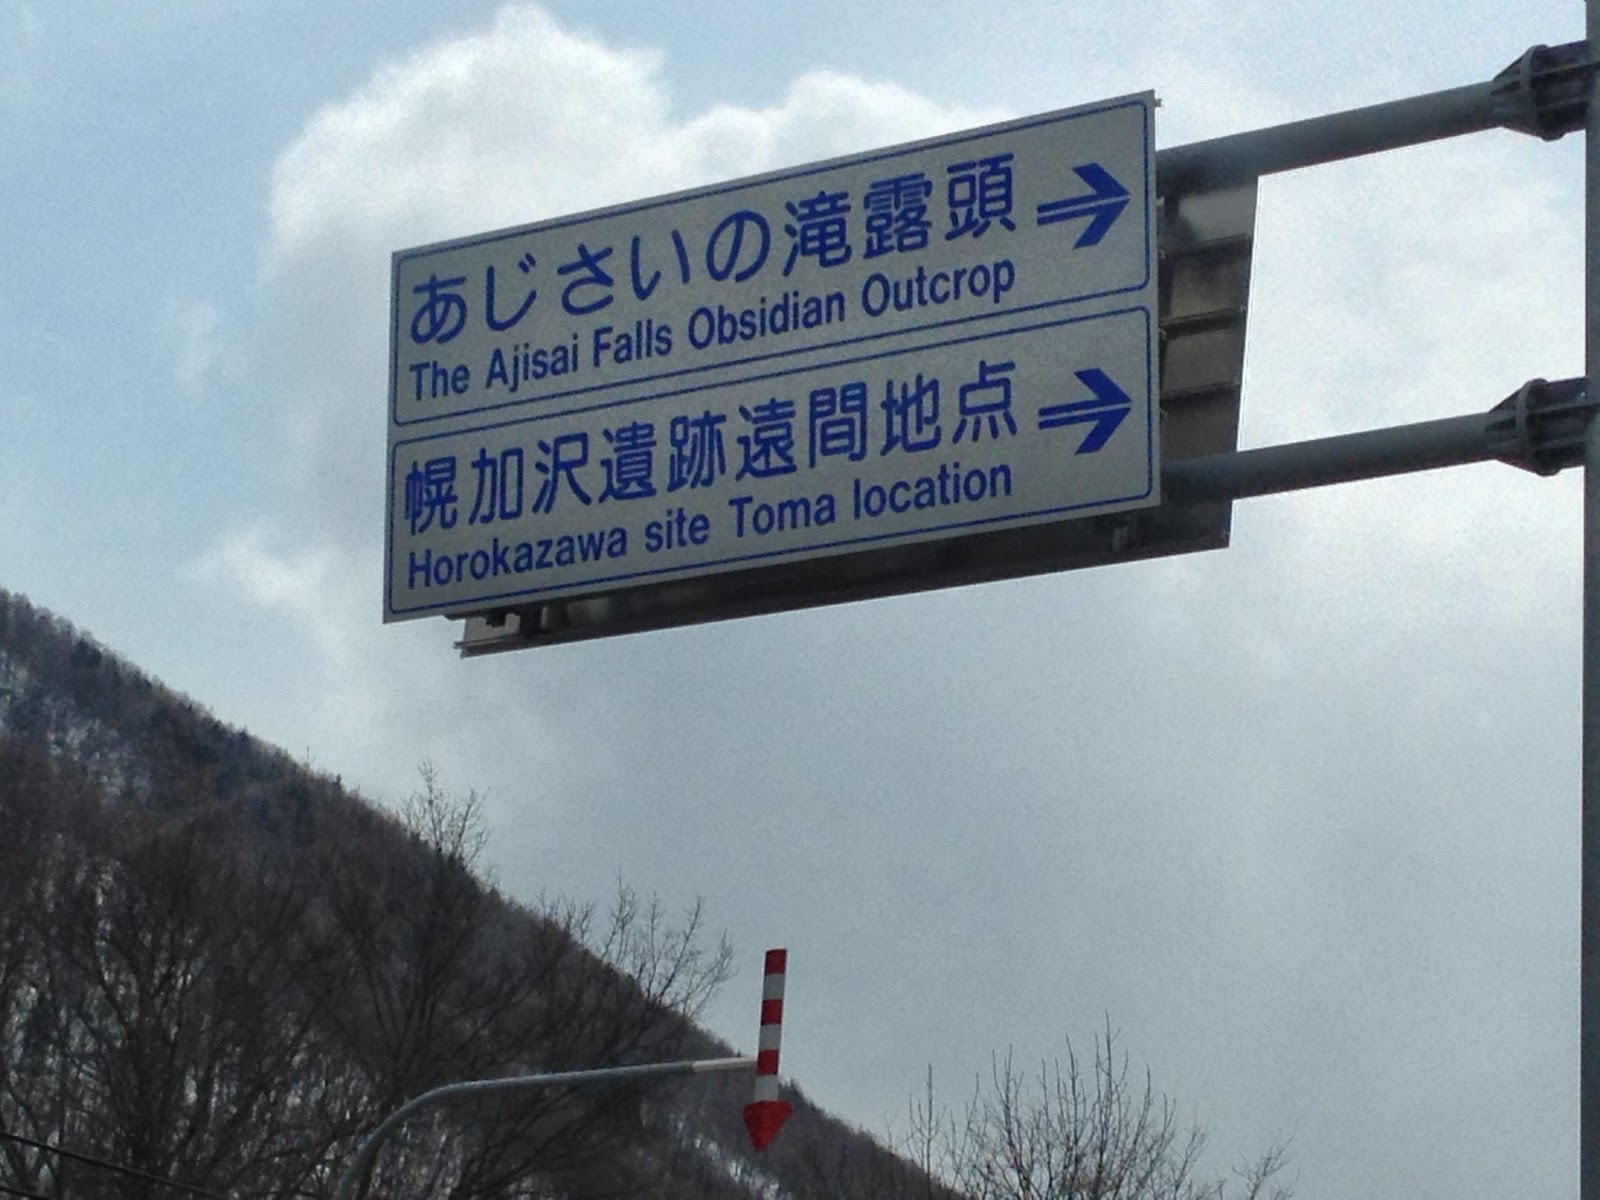 あじさいの滝露頭
The Ajisai Falls Obsidian Outcrop
幌加沢遺跡遠間地点
Horokazawa site Toma location